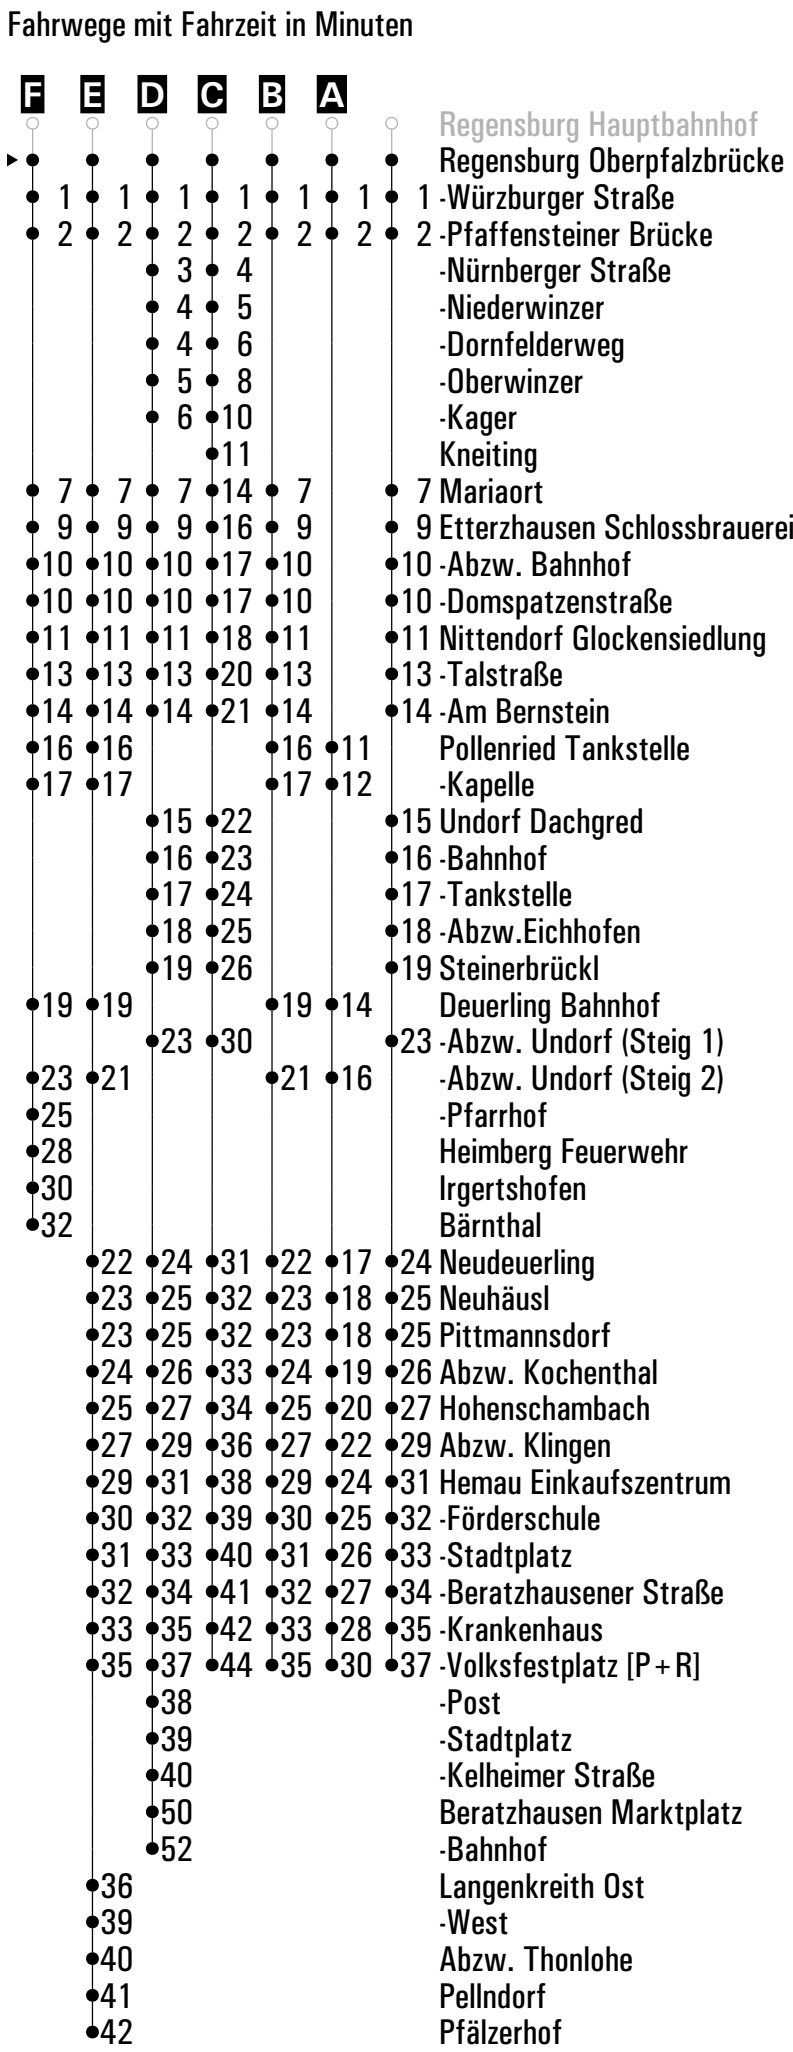 Fahrwege mit Fahrzeit in Minuten
F E D C B A
Regensburg Hauptbahnhof
Regensburg Oberpfalzbrücke
1 1 1 1 1 1 1 -Würzburger Straße
2 2 2 2 2 2 2 -Pfaffensteiner Brücke
3 4 -Nürnberger Straße
4 5 -Niederwinzer
4 6 -Dornfelderweg
5 8 -Oberwinzer
6 10 -Kager
11 Kneiting
7 7 7 14 7 7 Mariaort
9 9 9 16 9 9 Etterzhausen Schlossbrauerei
10 10 10 17 10 10 -Abzw. Bahnhof
10 10 10 17 10 10 -Domspatzenstraße
11 11 11 18 11 11 Nittendorf Glockensiedlung
13 13 13 20 13 13 -Talstraße
14 14 14 21 14 14 -Am Bernstein
16 16 16 11 Pollenried Tankstelle
17 17 17 12 -Kapelle
15 22 15 Undorf Dachgred
16 23 16 -Bahnhof
17 24 17 -Tankstelle
18 25 18 -Abzw.Eichhofen
19 26 19 Steinerbrückl
19 19 19 14 Deuerling Bahnhof
23 30 23 -Abzw. Undorf (Steig 1)
23 21 21 16 -Abzw. Undorf (Steig 2)
25 -Pfarrhof
28 Heimberg Feuerwehr
30 Irgertshofen
32 Bärnthal
22 24 31 22 17 24 Neudeuerling
23 25 32 23 18 25 Neuhäusl
23 25 32 23 18 25 Pittmannsdorf
24 26 33 24 19 26 Abzw. Kochenthal
25 27 34 25 20 27 Hohenschambach
27 29 36 27 22 29 Abzw. Klingen
29 31 38 29 24 31 Hemau Einkaufszentrum
30 32 39 30 25 32 -Förderschule
31 33 40 31 26 33 -Stadtplatz
32 34 41 32 27 34 -Beratzhausener Straße
33 35 42 33 28 35 -Krankenhaus
35 37 44 35 30 37 -Volksfestplatz [P+R]
38 -Post
39 -Stadtplatz
40 -Kelheimer Straße
50 Beratzhausen Marktplatz
52 -Bahnhof
36 Langenkreith Ost
39 -West
40 Abzw. Thonlohe
41 Pellndorf
42 Pfälzerhof